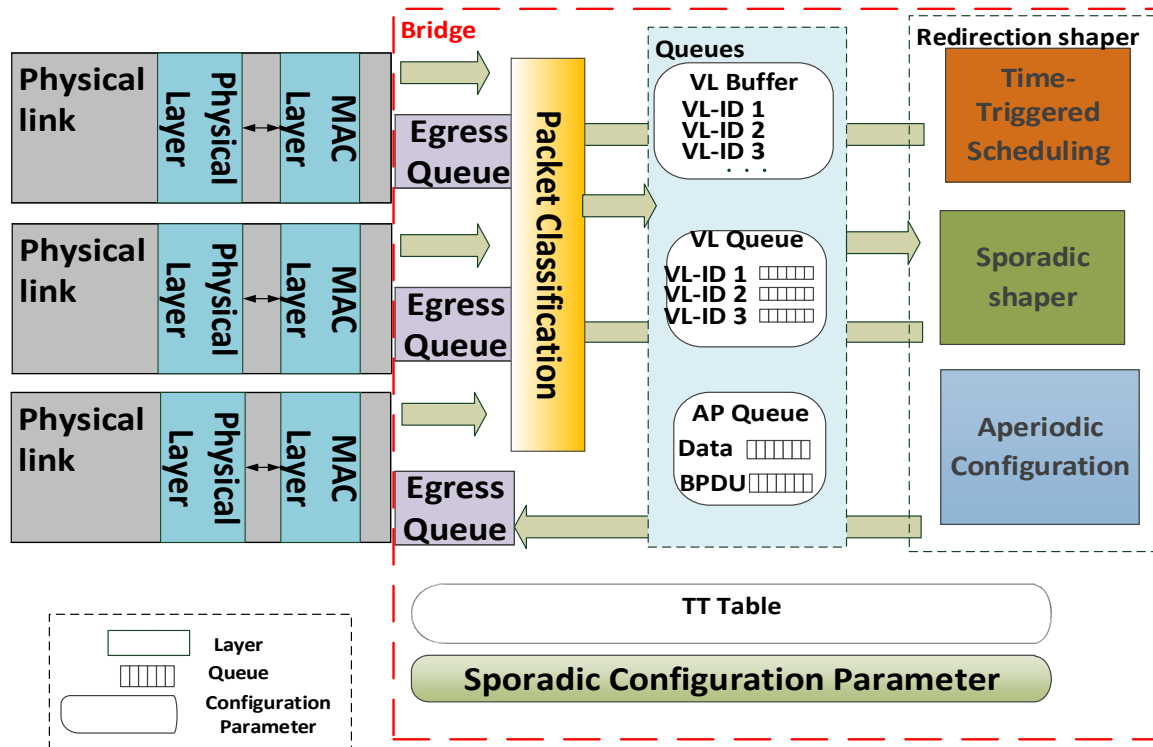 Bridge
Physical
link
Physical
Layer
MAC
Layer
Egress
Queue
Physical
link
Physical
Layer
MAC
Layer
Egress
Queue
Physical
link
Physical
Layer
MAC
Layer
Egress
Queue
Packet Classification
Queues
VL Buffer
VL-ID 1
VL-ID 2
VL-ID 3
. . .
VL Queue
VL-ID 1
VL-ID 2
VL-ID 3
AP Queue
Data
BPDU
Redirection shaper
Time-
Triggered
Scheduling
Sporadic
shaper
Aperiodic
Configuration
TT Table
Sporadic Configuration Parameter
Layer
Queue
Configuration
Parameter